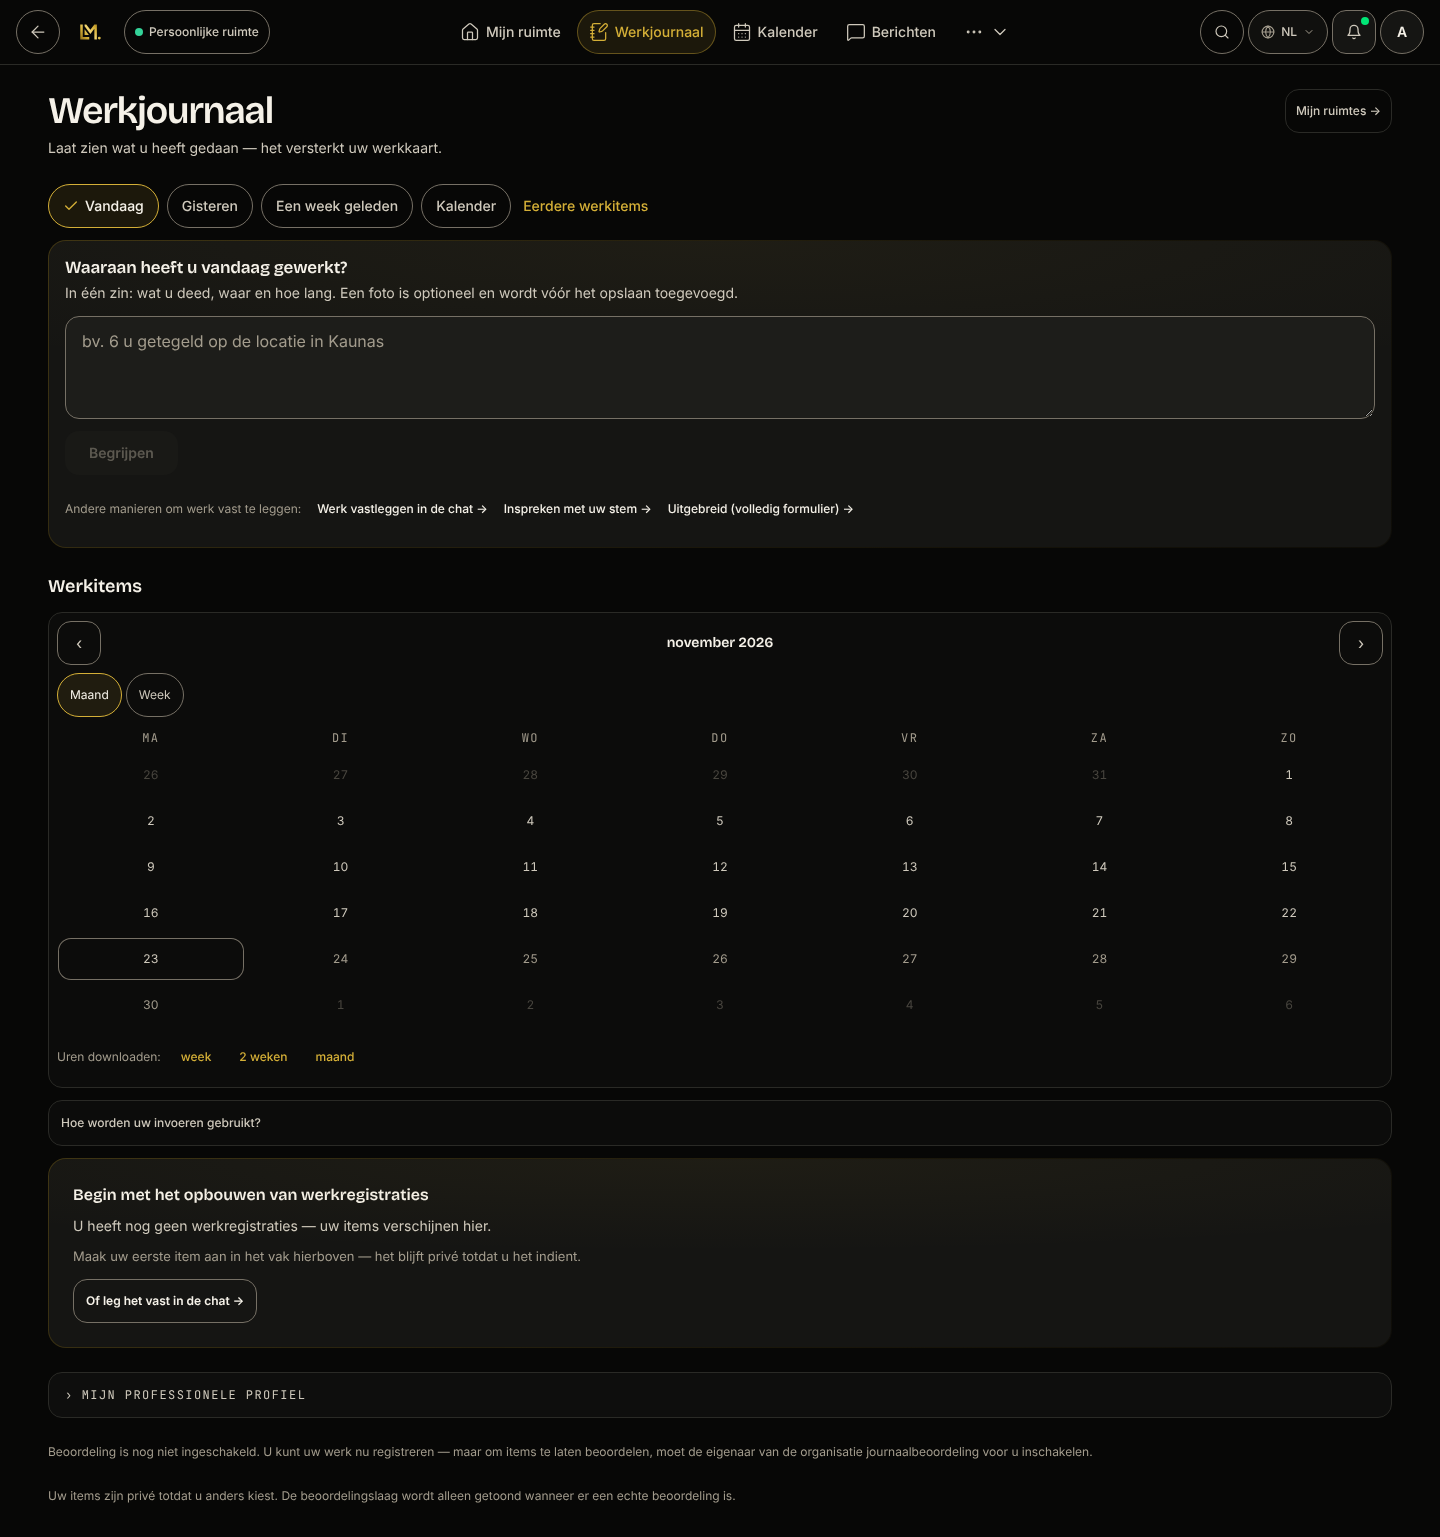 LM.
Persoonlijke ruimte
Mijn ruimte
Werkjournaal
Kalender
Berichten
NL
A
Werkjournaal
Mijn ruimtes →
Laat zien wat u heeft gedaan — het versterkt uw werkkaart.
Vandaag
Gisteren
Een week geleden
Kalender
Eerdere werkitems
Waaraan heeft u vandaag gewerkt?
In één zin: wat u deed, waar en hoe lang. Een foto is optioneel en wordt vóór het opslaan toegevoegd.
bv. 6 u getegeld op de locatie in Kaunas
Begrijpen
Andere manieren om werk vast te leggen: Werk vastleggen in de chat → Inspreken met uw stem → Uitgebreid (volledig formulier) →
Werkitems
‹ november 2026 ›
Maand Week
MA DI WO DO VR ZA ZO
26 27 28 29 30 31 1
2 3 4 5 6 7 8
9 10 11 12 13 14 15
16 17 18 19 20 21 22
23 24 25 26 27 28 29
30 1 2 3 4 5 6
Uren downloaden: week 2 weken maand
Hoe worden uw invoeren gebruikt?
Begin met het opbouwen van werkregistraties
U heeft nog geen werkregistraties — uw items verschijnen hier.
Maak uw eerste item aan in het vak hierboven — het blijft privé totdat u het indient.
Of leg het vast in de chat →
› MIJN PROFESSIONELE PROFIEL
Beoordeling is nog niet ingeschakeld. U kunt uw werk nu registreren — maar om items te laten beoordelen, moet de eigenaar van de organisatie journaalbeoordeling voor u inschakelen.
Uw items zijn privé totdat u anders kiest. De beoordelingslaag wordt alleen getoond wanneer er een echte beoordeling is.